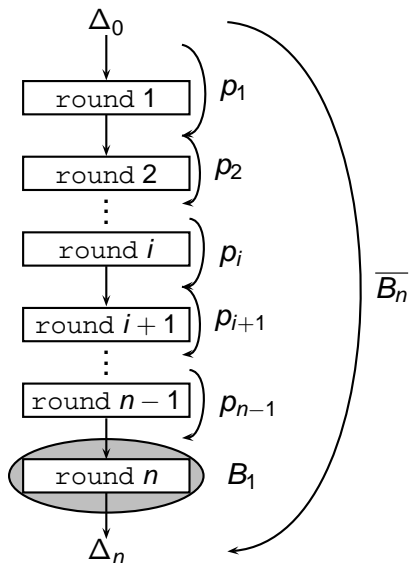 Δ₀
round 1 p₁
round 2 p₂
⋮
round i pᵢ
round i + 1 pᵢ₊₁
⋮
round n − 1 pₙ₋₁
round n B₁
Δₙ
B̅ₙ̅